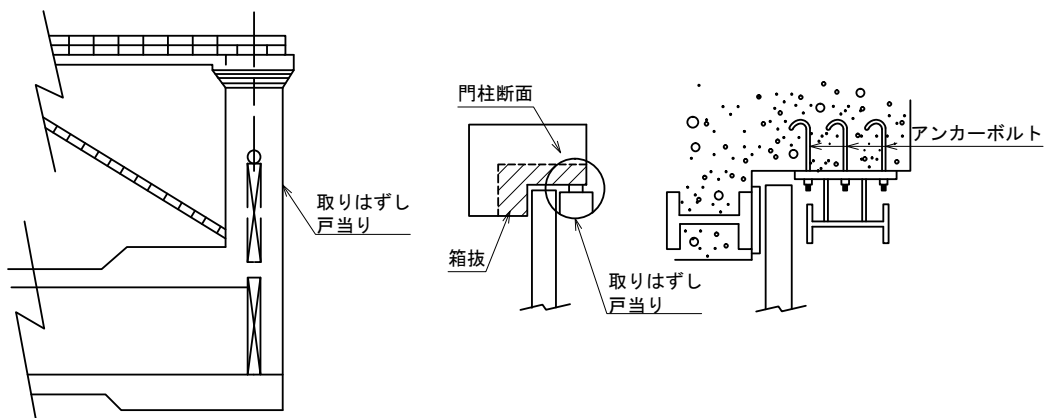 取りはずし
戸当り
門柱断面
箱抜
取りはずし
戸当り
アンカーボルト